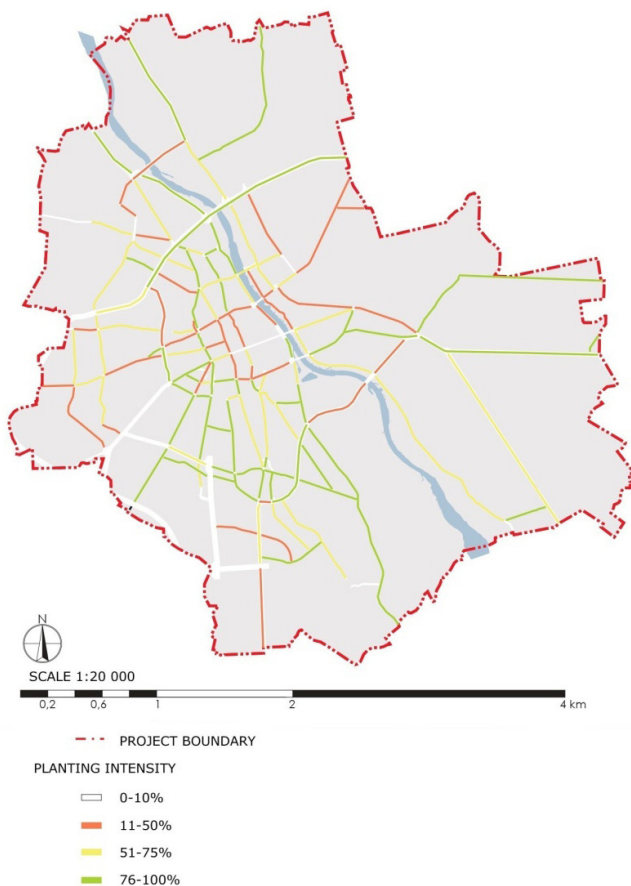 N
SCALE 1:20 000
0,2 0,6 1 2 4 km
PROJECT BOUNDARY
PLANTING INTENSITY
0-10%
11-50%
51-75%
76-100%